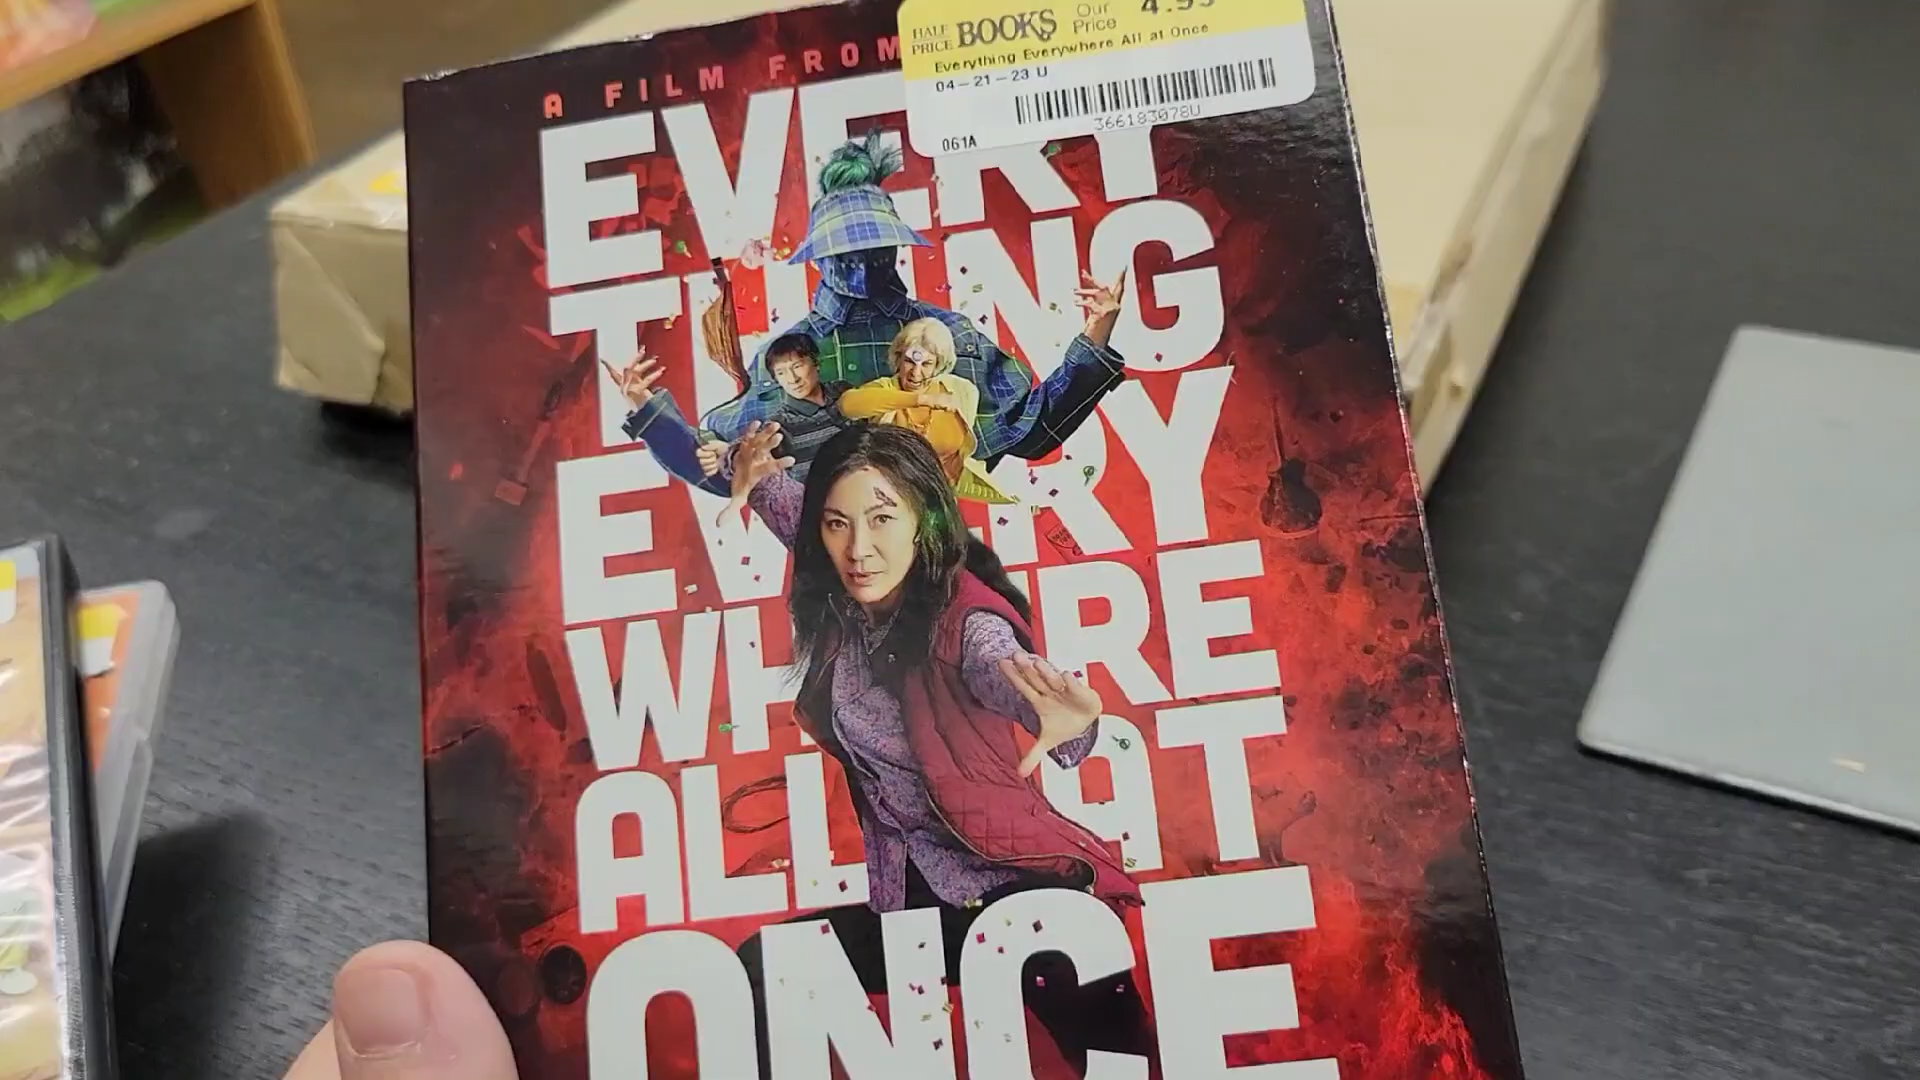 HALF PRICE BOOKS Our Price 4.99
Everything Everywhere All at Once
04-21-23 U
366183078U
061A
A FILM FROM
EVERY
THING
EVERY
WHERE
ALL AT
ONCE